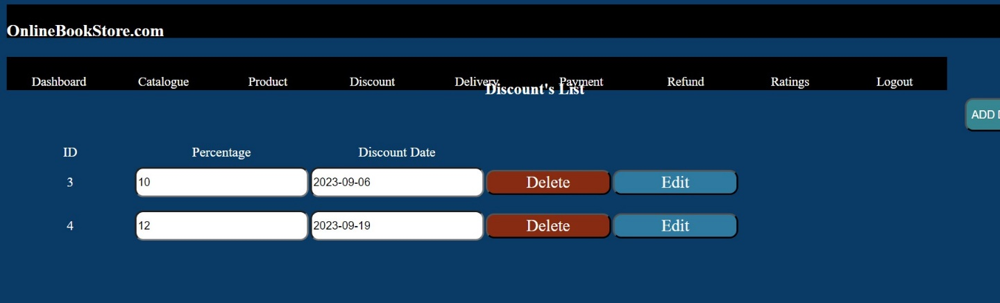 OnlineBookStore.com
Dashboard Catalogue Product Discount Delivery Payment Refund Ratings Logout
Discount's List
ADD
ID Percentage Discount Date
3 10 2023-09-06 Delete Edit
4 12 2023-09-19 Delete Edit